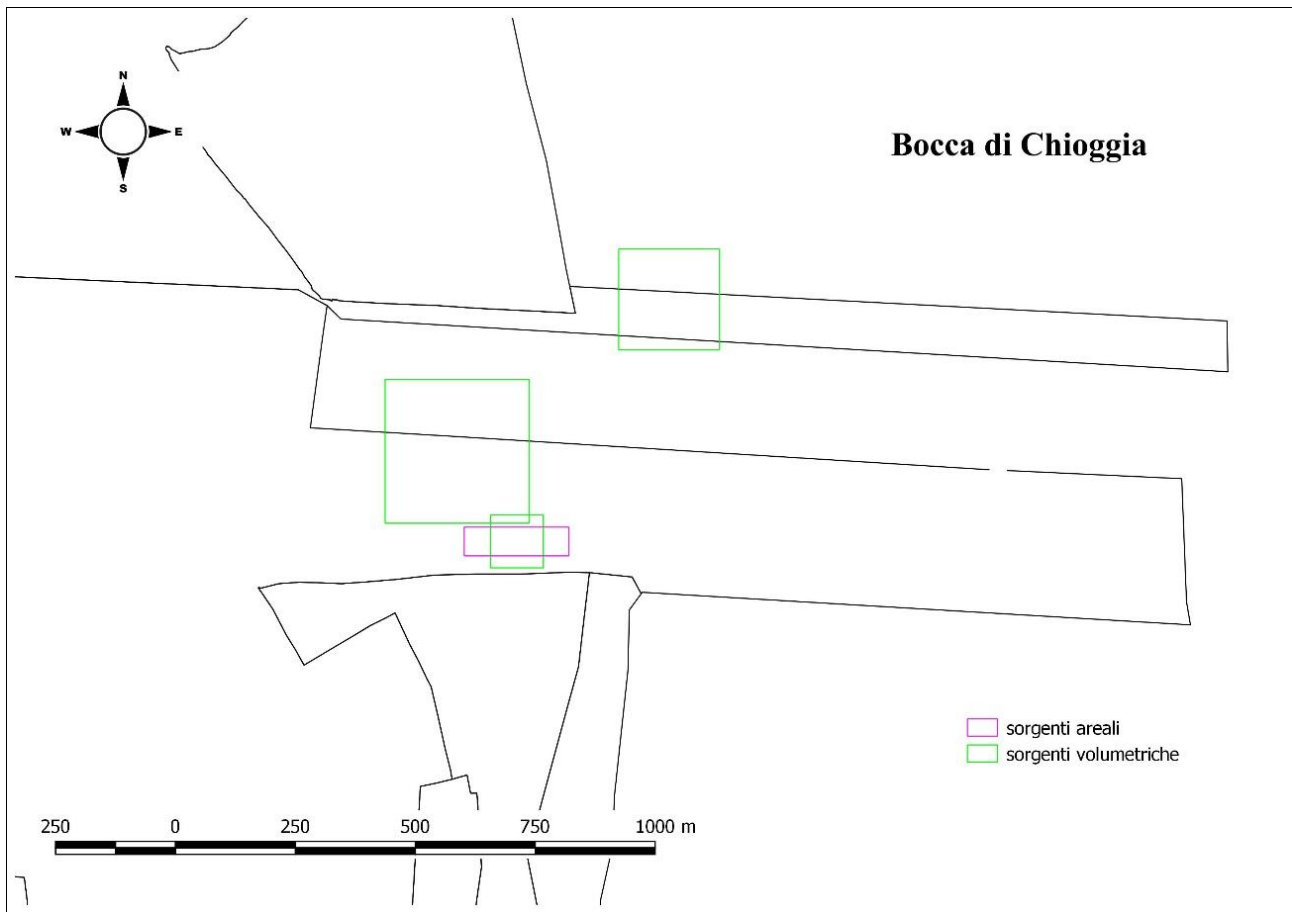 N
W E
S
Bocca di Chioggia
sorgenti areali
sorgenti volumetriche
250 0 250 500 750 1000 m